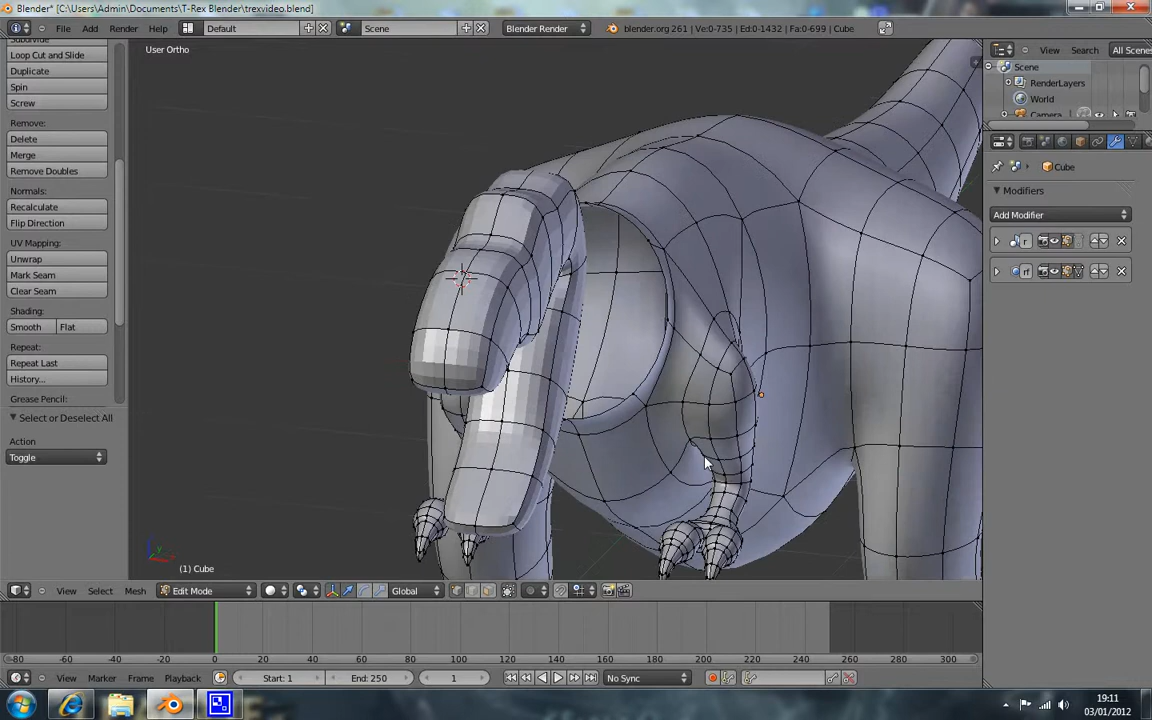 Blender* [C:\Users\Admin\Documents\T-Rex Render\trexvideo.blend]
File Add Render Help Default Scene Blender Render blender.org 261 | Ve:0-735 | Ed:0-1432 | Fa:0-699 | Cube
Loop Cut and Slide
Duplicate
Spin
Screw
Remove:
Delete
Merge
Remove Doubles
Normals:
Recalculate
Flip Direction
UV Mapping:
Unwrap
Mark Seam
Clear Seam
Shading:
Smooth Flat
Repeat:
Repeat Last
History...
Grease Pencil:
Select or Deselect All
Action
Toggle
User Ortho
(1) Cube
View Search All Scenes
Scene
RenderLayers
World
Camera
Cube
Modifiers
Add Modifier
View Select Mesh Edit Mode Global
-80 -60 -40 -20 0 20 40 60 80 100 120 140 160 180 200 220 240 260 280 300
View Marker Frame Playback Start: 1 End: 250 1 No Sync
19:11
03/01/2012